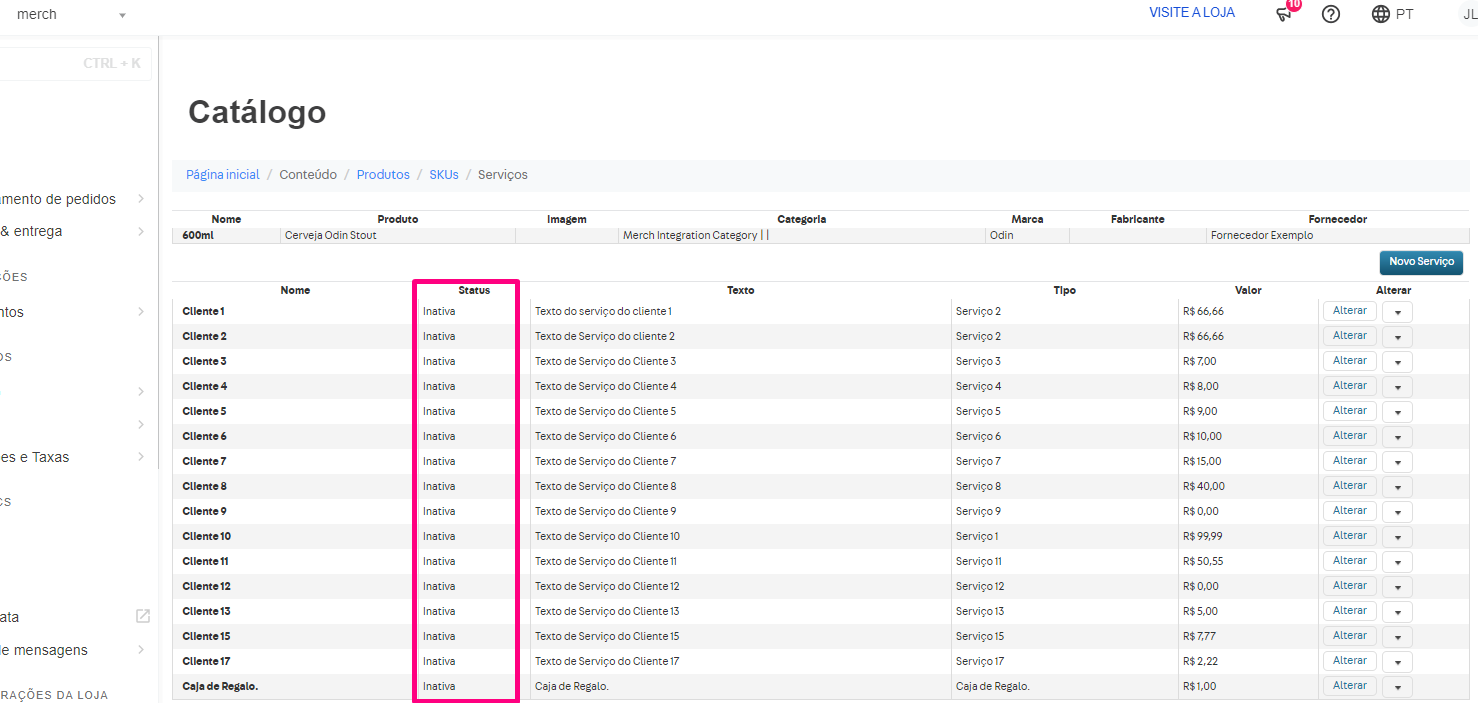 merch
VISITE A LOJA
10
PT
JL
CTRL + K
Catálogo
Página inicial / Conteúdo / Produtos / SKUs / Serviços
amento de pedidos
& entrega
ÇÕES
ntos
OS
es e Taxas
CS
ata
de mensagens
RAÇÕES DA LOJA
Nome Produto Imagem Categoria Marca Fabricante Fornecedor
600ml Cerveja Odin Stout Merch Integration Category | | Odin Fornecedor Exemplo
Novo Serviço
Nome Status Texto Tipo Valor Alterar
Cliente 1 Inativa Texto do serviço do cliente 1 Serviço 2 R$ 66,66 Alterar
Cliente 2 Inativa Texto de Serviço do cliente 2 Serviço 2 R$ 66,66 Alterar
Cliente 3 Inativa Texto de Serviço do Cliente 3 Serviço 3 R$ 7,00 Alterar
Cliente 4 Inativa Texto de Serviço do Cliente 4 Serviço 4 R$ 8,00 Alterar
Cliente 5 Inativa Texto de Serviço do Cliente 5 Serviço 5 R$ 9,00 Alterar
Cliente 6 Inativa Texto de Serviço do Cliente 6 Serviço 6 R$ 10,00 Alterar
Cliente 7 Inativa Texto de Serviço do Cliente 7 Serviço 7 R$ 15,00 Alterar
Cliente 8 Inativa Texto de Serviço do Cliente 8 Serviço 8 R$ 40,00 Alterar
Cliente 9 Inativa Texto de Serviço do Cliente 9 Serviço 9 R$ 0,00 Alterar
Cliente 10 Inativa Texto de Serviço do Cliente 10 Serviço 1 R$ 99,99 Alterar
Cliente 11 Inativa Texto de Serviço do Cliente 11 Serviço 11 R$ 50,55 Alterar
Cliente 12 Inativa Texto de Serviço do Cliente 12 Serviço 12 R$ 0,00 Alterar
Cliente 13 Inativa Texto de Serviço do Cliente 13 Serviço 13 R$ 5,00 Alterar
Cliente 15 Inativa Texto de Serviço do Cliente 15 Serviço 15 R$ 7,77 Alterar
Cliente 17 Inativa Texto de Serviço do Cliente 17 Serviço 17 R$ 2,22 Alterar
Caja de Regalo. Inativa Caja de Regalo. Caja de Regalo. R$ 1,00 Alterar